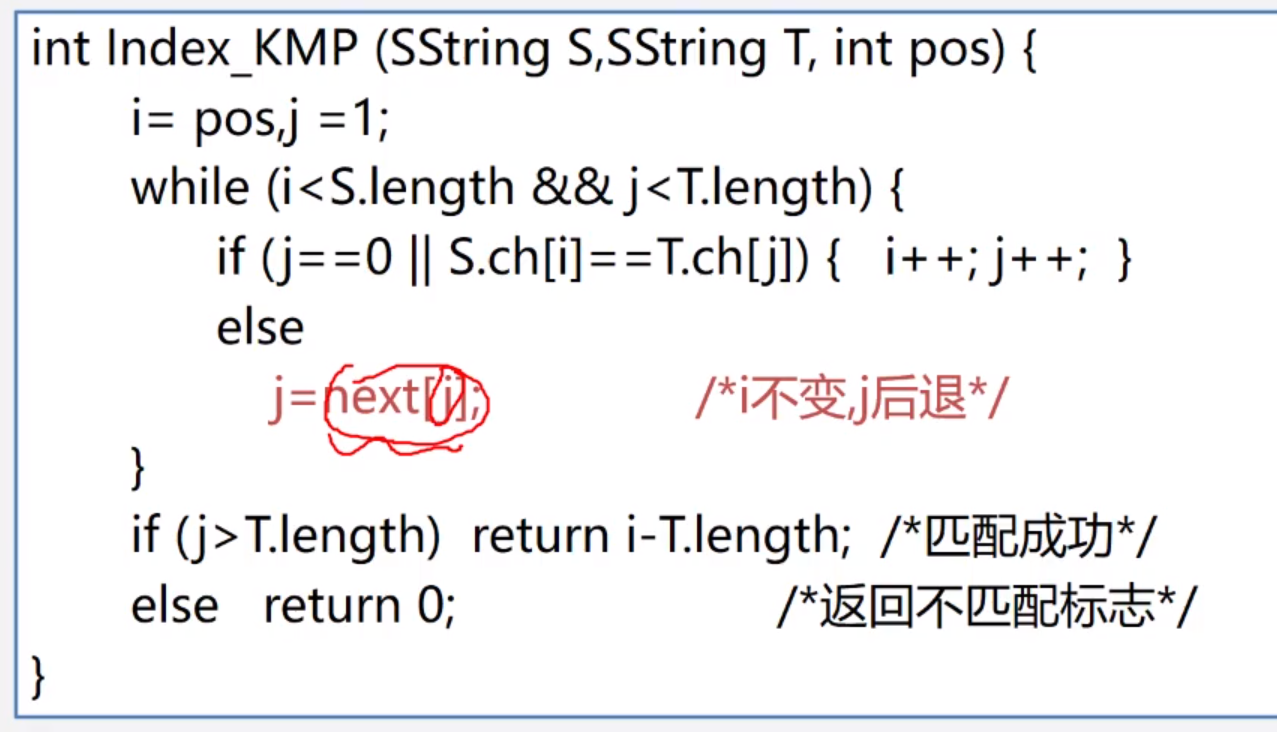 int Index_KMP (SString S,SString T, int pos) {
i= pos,j =1;
while (i<S.length && j<T.length) {
if (j==0 || S.ch[i]==T.ch[j]) { i++; j++; }
else
j=next[j]; /*i不变,j后退*/
}
if (j>T.length) return i-T.length; /*匹配成功*/
else return 0; /*返回不匹配标志*/
}